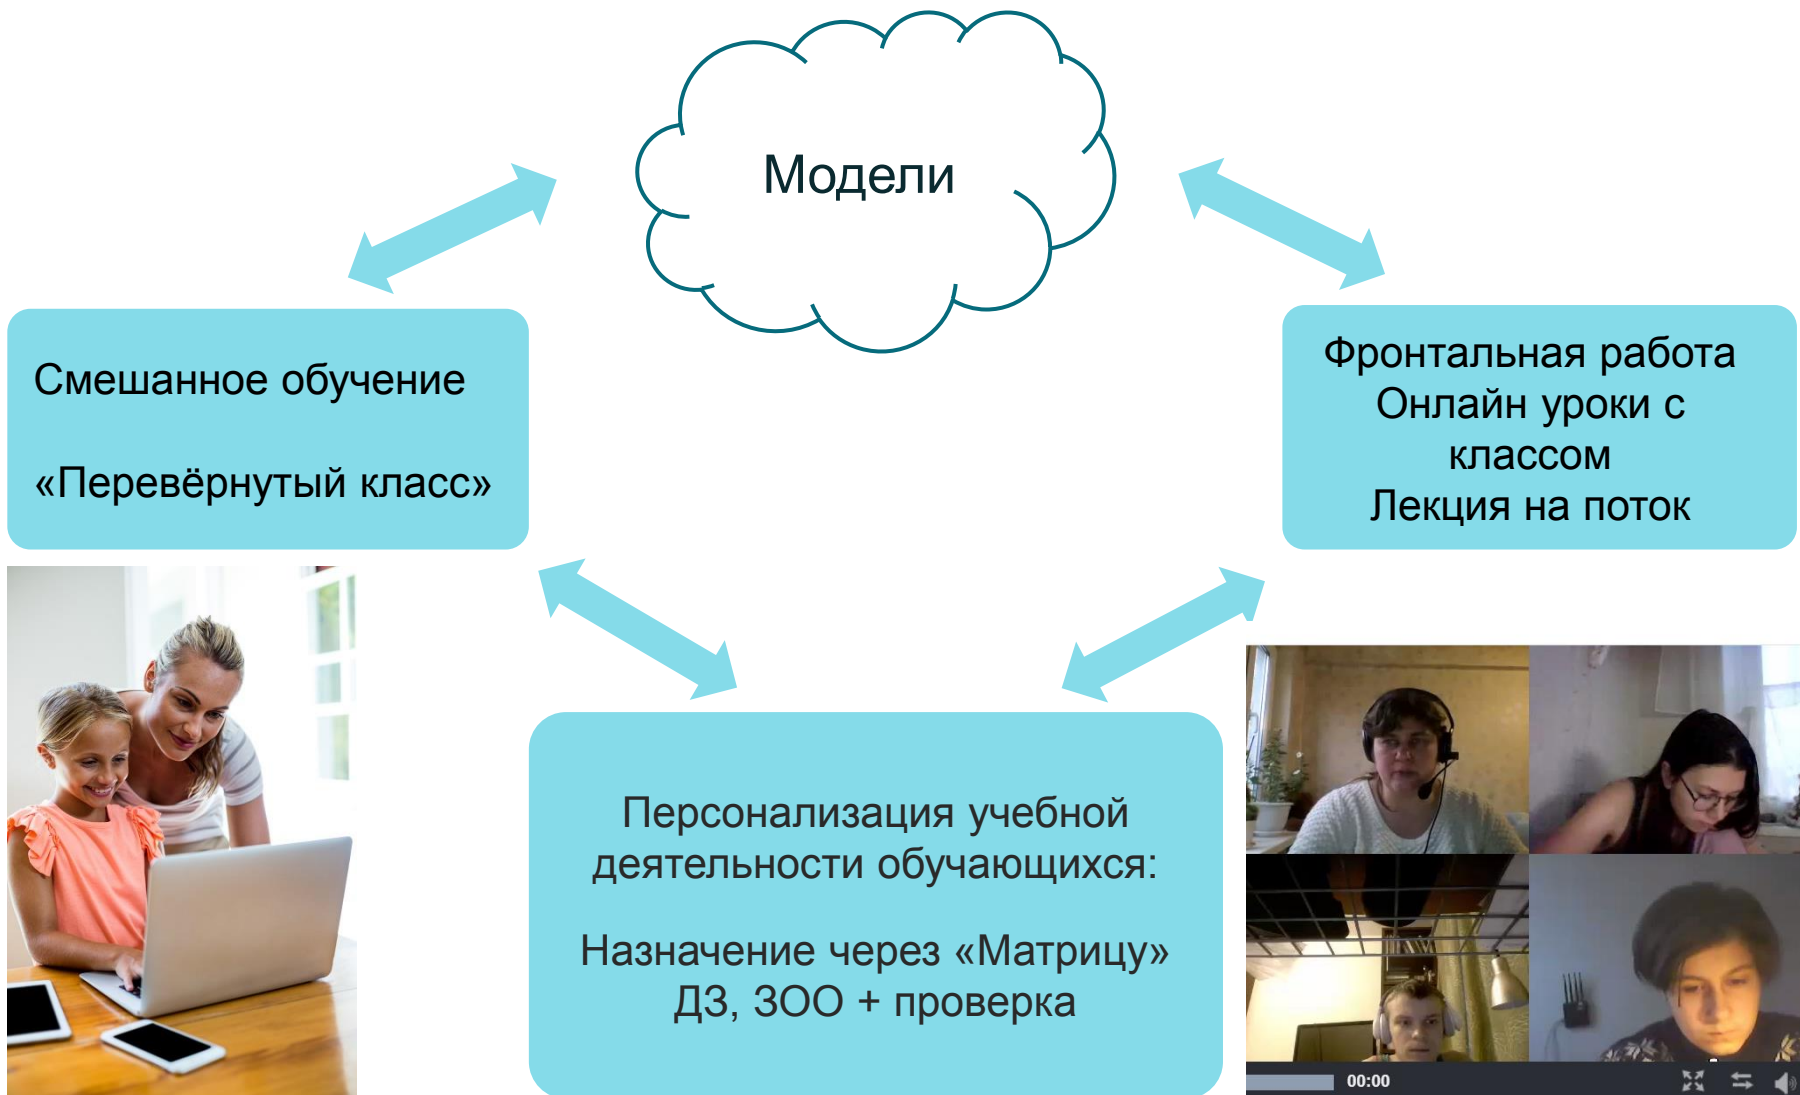 Модели
Смешанное обучение
«Перевёрнутый класс»
Фронтальная работа
Онлайн уроки с
классом
Лекция на поток
Персонализация учебной
деятельности обучающихся:
Назначение через «Матрицу»
ДЗ, ЗОО + проверка
00:00